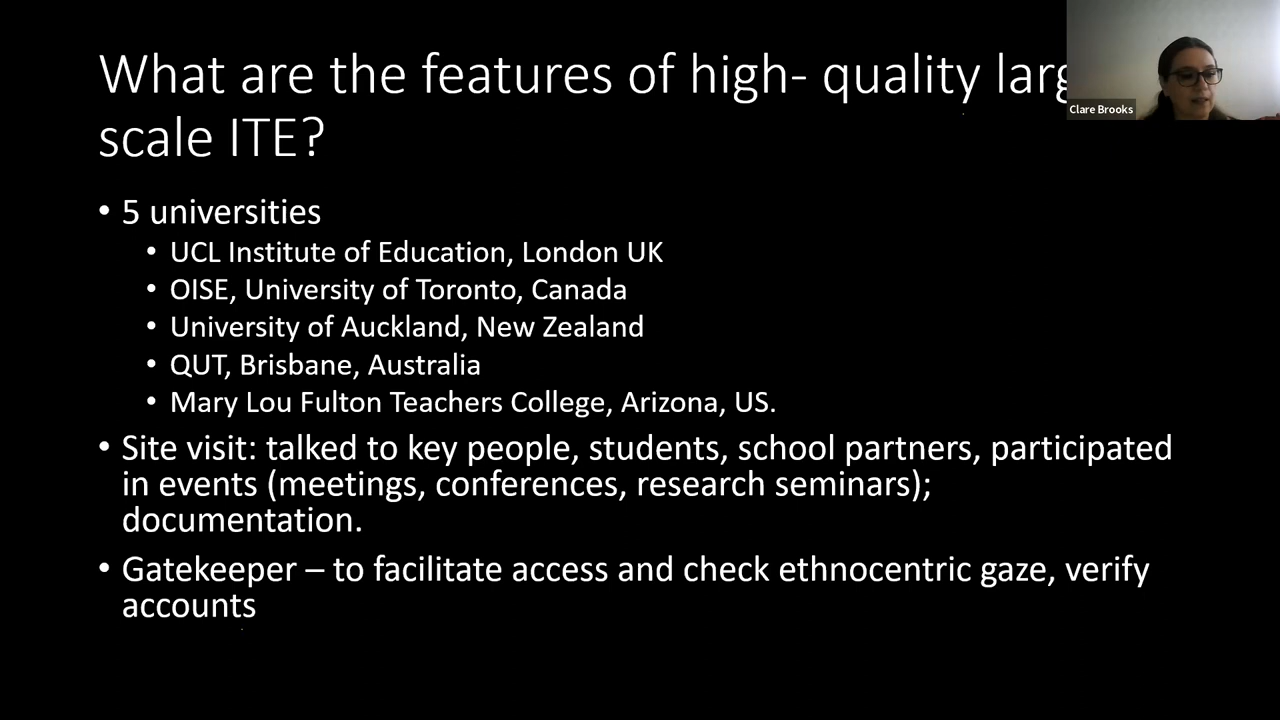 What are the features of high- quality
scale ITE?
Clare Brooks
• 5 universities
• UCL Institute of Education, London UK
• OISE, University of Toronto, Canada
• University of Auckland, New Zealand
• QUT, Brisbane, Australia
• Mary Lou Fulton Teachers College, Arizona, US.
• Site visit: talked to key people, students, school partners, participated
in events (meetings, conferences, research seminars);
documentation.
• Gatekeeper – to facilitate access and check ethnocentric gaze, verify
accounts